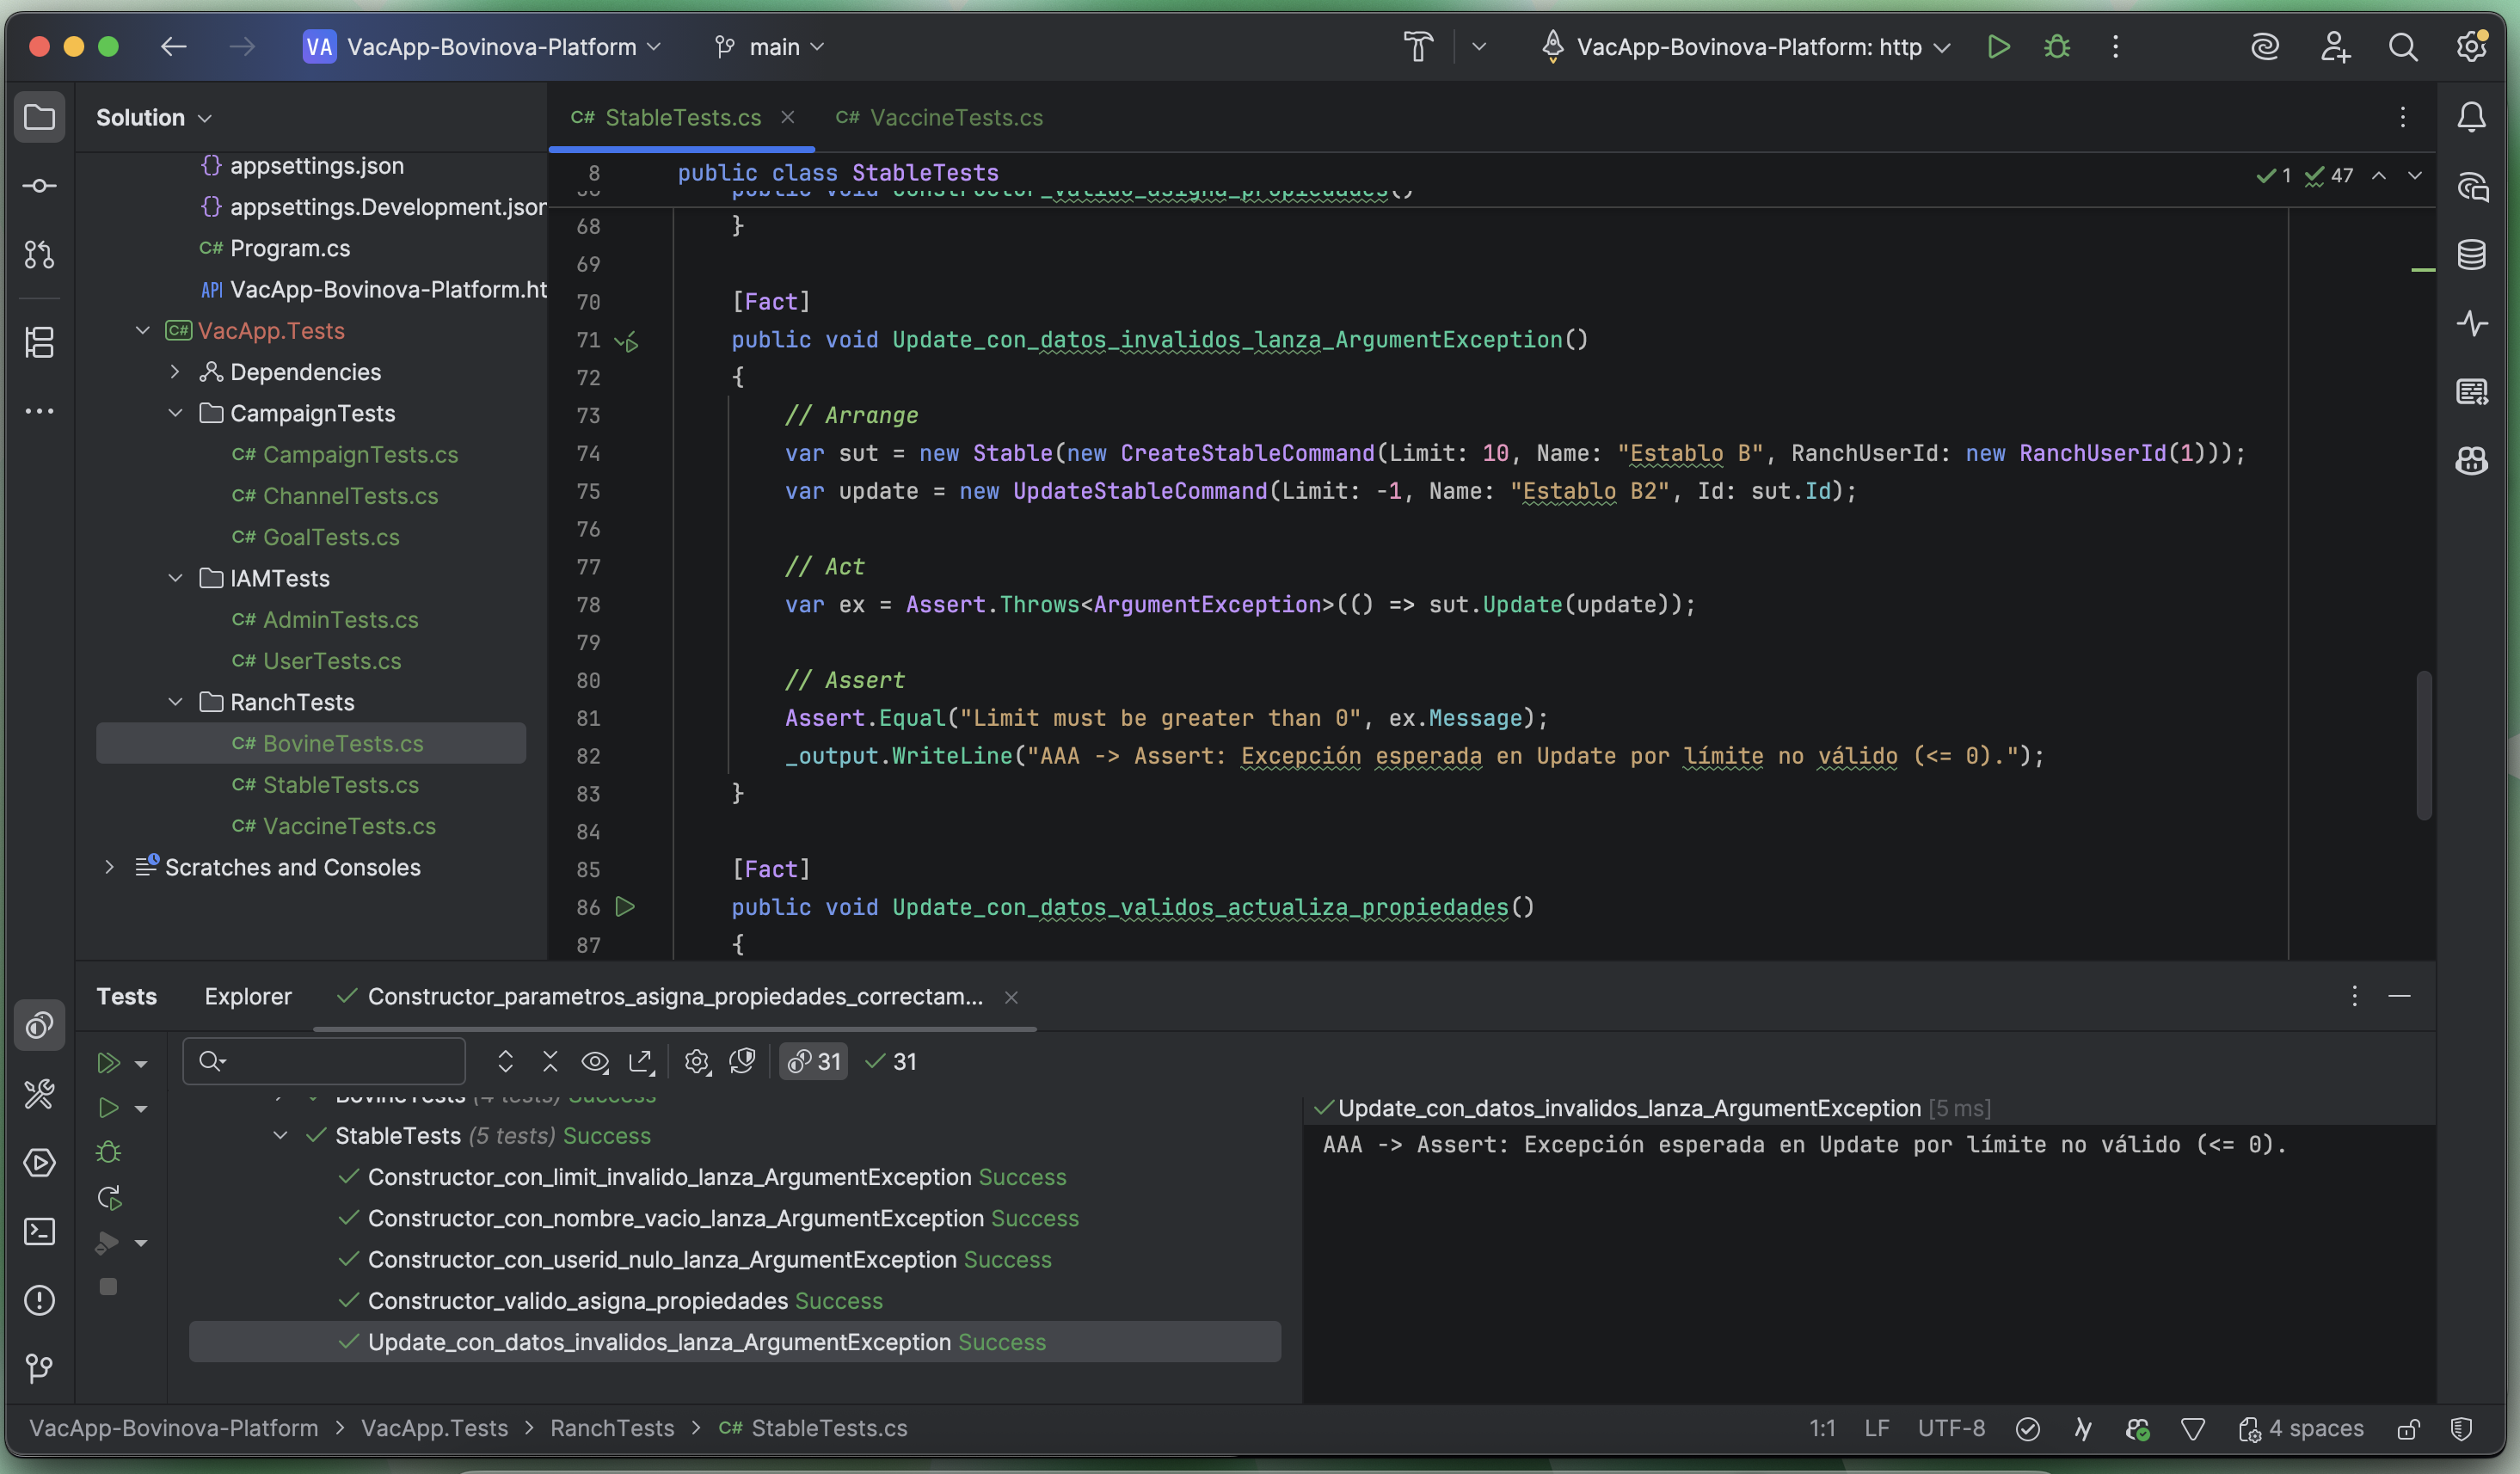 VA VacApp-Bovinova-Platform main VacApp-Bovinova-Platform: http
Solution
appsettings.json
appsettings.Development.jsor
C# Program.cs
API VacApp-Bovinova-Platform.ht
C# VacApp.Tests
Dependencies
CampaignTests
C# CampaignTests.cs
C# ChannelTests.cs
C# GoalTests.cs
IAMTests
C# AdminTests.cs
C# UserTests.cs
RanchTests
C# BovineTests.cs
C# StableTests.cs
C# VaccineTests.cs
Scratches and Consoles
C# StableTests.cs C# VaccineTests.cs
8 public class StableTests
1 47
public void Constructor_valido_asigna_propiedades()
68 }
69
70 [Fact]
71 public void Update_con_datos_invalidos_lanza_ArgumentException()
72 {
73 // Arrange
74 var sut = new Stable(new CreateStableCommand(Limit: 10, Name: "Establo B", RanchUserId: new RanchUserId(1)));
75 var update = new UpdateStableCommand(Limit: -1, Name: "Establo B2", Id: sut.Id);
76
77 // Act
78 var ex = Assert.Throws<ArgumentException>(() => sut.Update(update));
79
80 // Assert
81 Assert.Equal("Limit must be greater than 0", ex.Message);
82 _output.WriteLine("AAA -> Assert: Excepción esperada en Update por límite no válido (<= 0).");
83 }
84
85 [Fact]
86 public void Update_con_datos_validos_actualiza_propiedades()
87 {
Tests Explorer Constructor_parametros_asigna_propiedades_correctam...
31 31
BovineTests (4 tests) Success
StableTests (5 tests) Success
Constructor_con_limit_invalido_lanza_ArgumentException Success
Constructor_con_nombre_vacio_lanza_ArgumentException Success
Constructor_con_userid_nulo_lanza_ArgumentException Success
Constructor_valido_asigna_propiedades Success
Update_con_datos_invalidos_lanza_ArgumentException Success
Update_con_datos_invalidos_lanza_ArgumentException [5 ms]
AAA -> Assert: Excepción esperada en Update por límite no válido (<= 0).
VacApp-Bovinova-Platform > VacApp.Tests > RanchTests > C# StableTests.cs
1:1 LF UTF-8 4 spaces